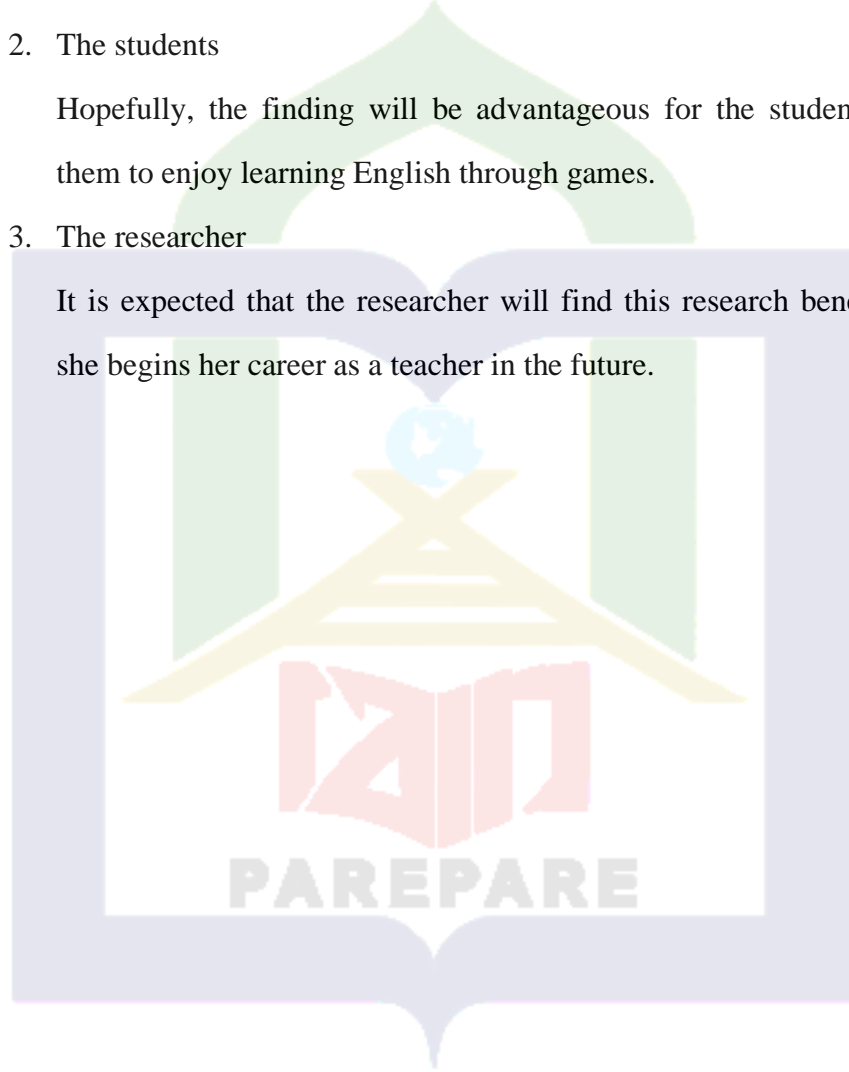 2. The students
Hopefully, the finding will be advantageous for the
them to enjoy learning English through games.
3. The researcher
It is expected that the researcher will find this research
she begins her career as a teacher in the future.
iain
PAREPARE